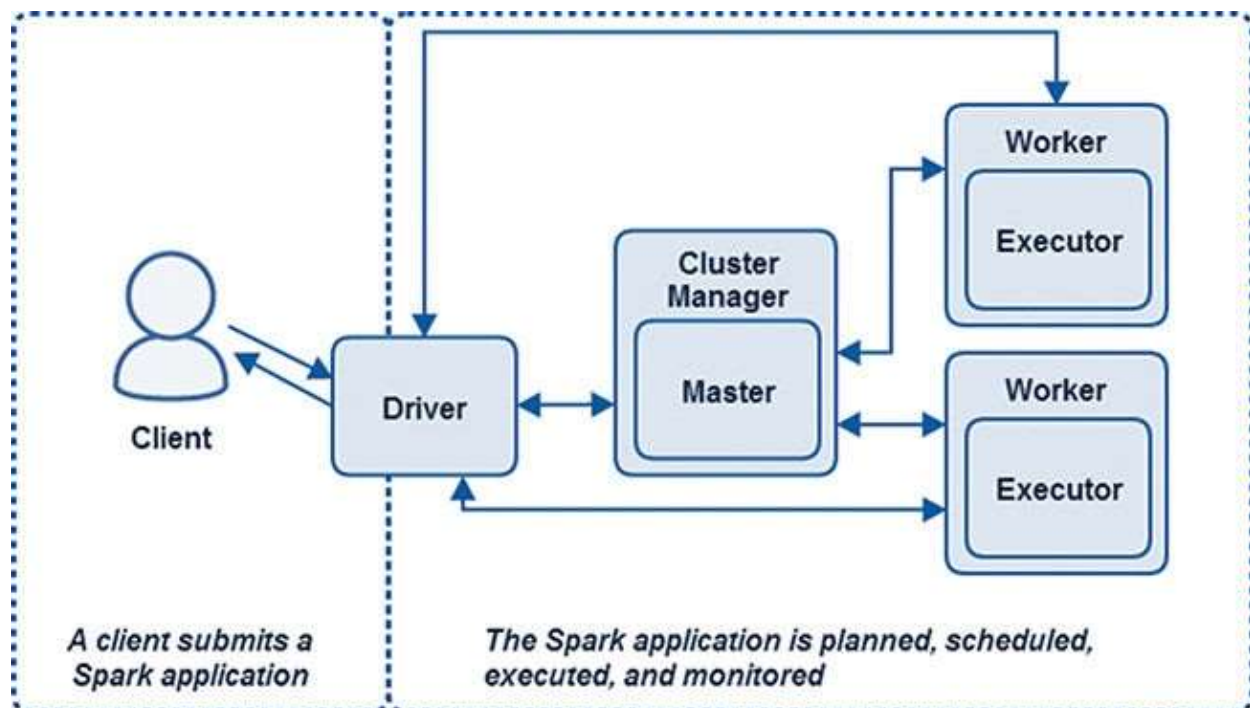 Worker
Executor
Cluster
Manager
Master
Driver
Client
Worker
Executor
A client submits a
Spark application
The Spark application is planned, scheduled,
executed, and monitored